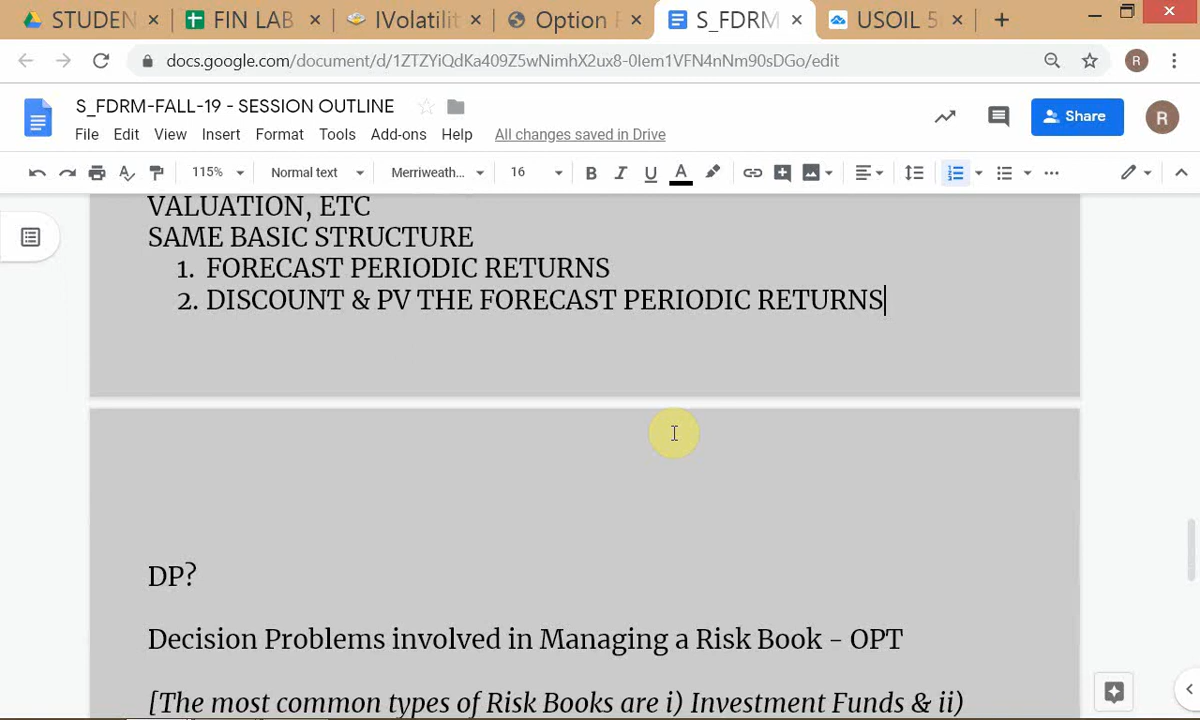 STUDEN
FIN LAB
IVolatilit
Option
S_FDRM
USOIL 5
docs.google.com/document/d/1ZTZYiQdKa409Z5wNimhX2ux8-0Iem1VFN4nNm90sDGo/edit
R
S_FDRM-FALL-19 - SESSION OUTLINE
Share
R
File Edit View Insert Format Tools Add-ons Help All changes saved in Drive
115% Normal text Merriweath... 16 B I U A
VALUATION, ETC
SAME BASIC STRUCTURE
1. FORECAST PERIODIC RETURNS
2. DISCOUNT & PV THE FORECAST PERIODIC RETURNS
DP?
Decision Problems involved in Managing a Risk Book - OPT
[The most common types of Risk Books are i) Investment Funds & ii)